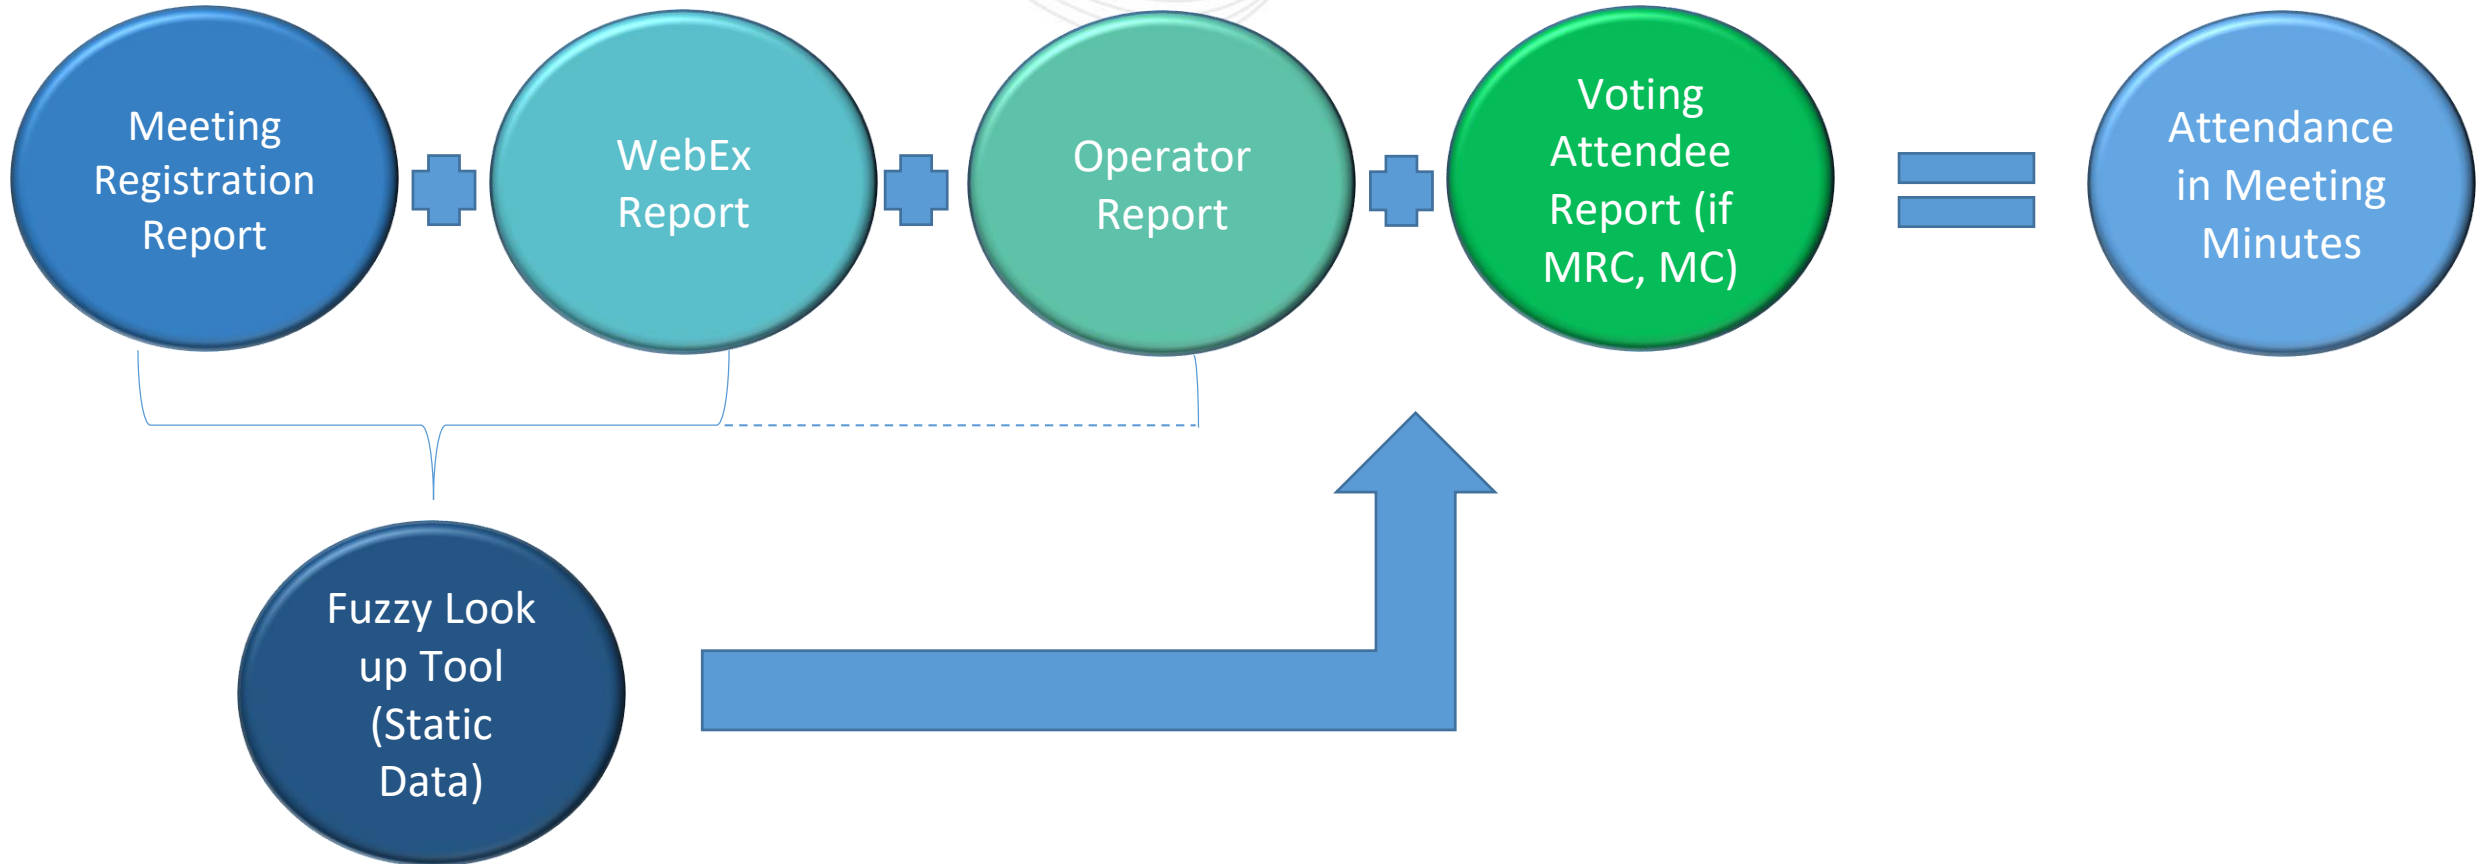 Meeting
Registration
Report
WebEx
Report
Operator
Report
Voting
Attendee
Report (if
MRC, MC)
Attendance
in Meeting
Minutes
Fuzzy Look
up Tool
(Static
Data)